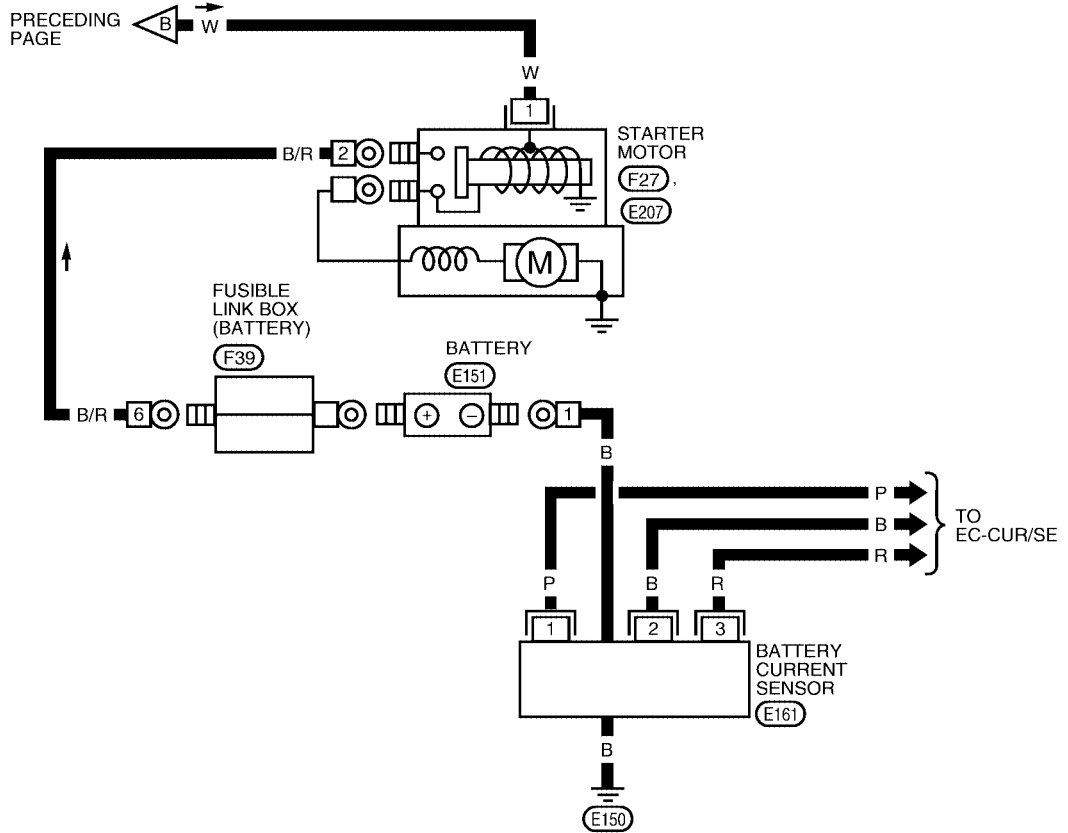 PRECEDING
PAGE
B
W
W
1
STARTER
MOTOR
F27 ,
E207
B/R
2
M
FUSIBLE
LINK BOX
(BATTERY)
F39
BATTERY
E151
B/R
6
+
−
1
B
P
B
R
TO
EC-CUR/SE
P
B
R
1
2
3
BATTERY
CURRENT
SENSOR
E161
B
E150